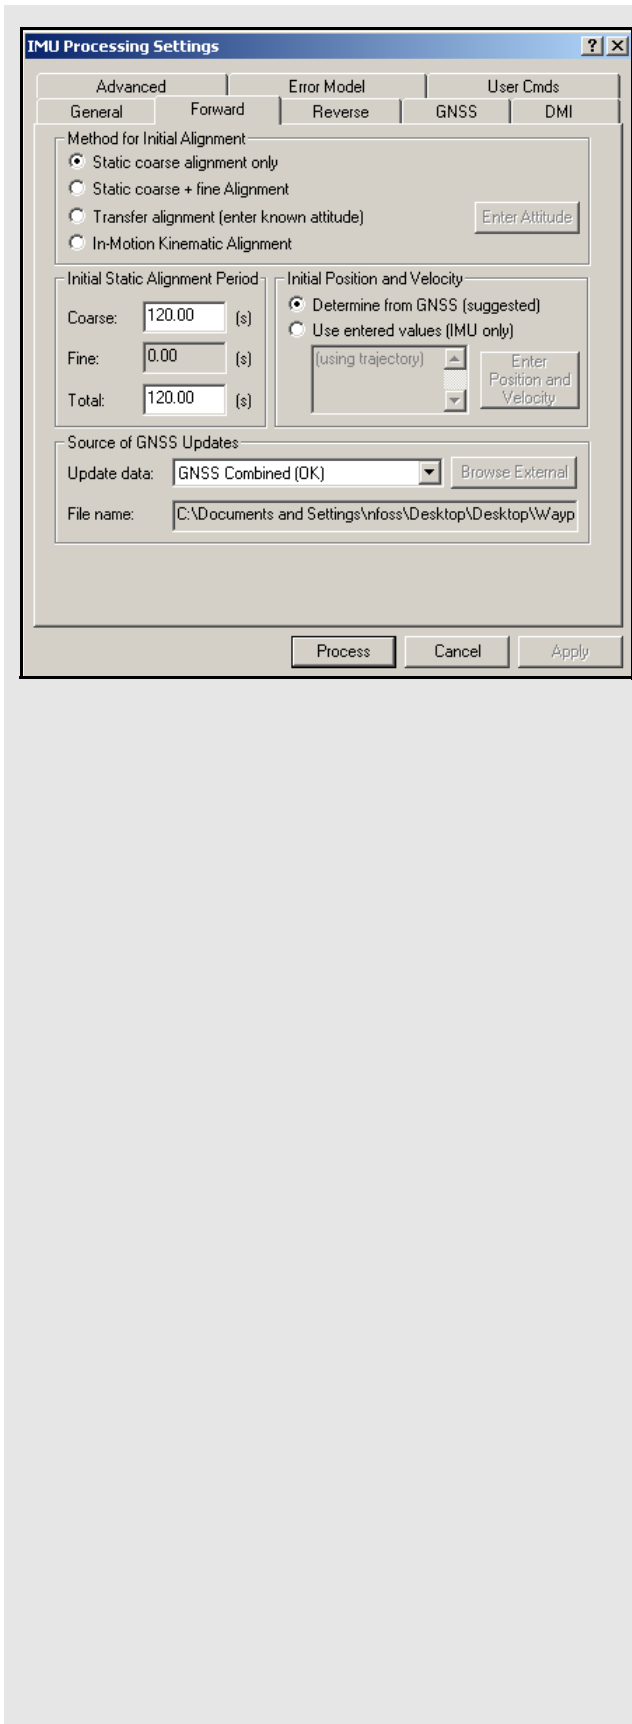 IMU Processing Settings
Advanced Error Model User Cmds
General Forward Reverse GNSS DMI
Method for Initial Alignment
Static coarse alignment only
Static coarse + fine Alignment
Transfer alignment (enter known attitude) Enter Attitude
In-Motion Kinematic Alignment
Initial Static Alignment Period
Coarse: 120.00 (s)
Fine: 0.00 (s)
Total: 120.00 (s)
Initial Position and Velocity
Determine from GNSS (suggested)
Use entered values (IMU only)
(using trajectory)
Enter
Position and
Velocity
Source of GNSS Updates
Update data: GNSS Combined (OK) Browse External
File name: C:\Documents and Settings\nfoss\Desktop\Desktop\Wayp
Process Cancel Apply